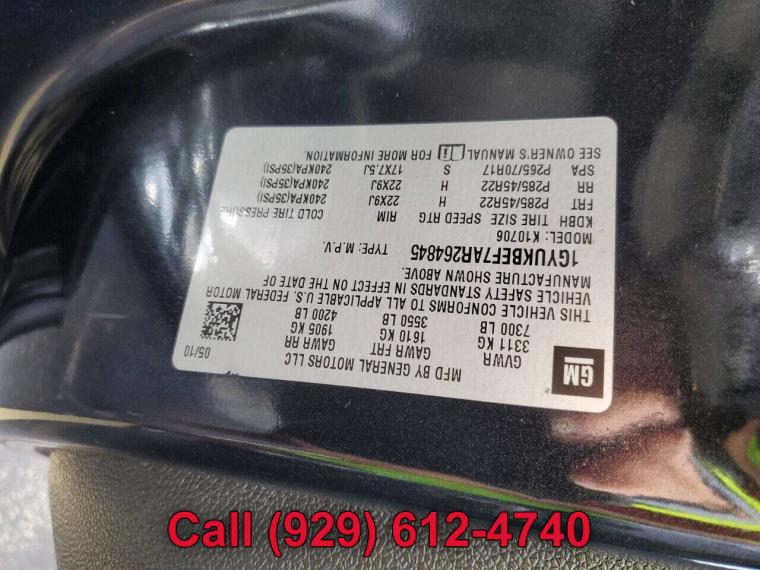 MFD BY GENERAL MOTORS LLC
05/10
GM
GVWR GAWR FRT GAWR RR
3311 KG 1610 KG 1905 KG
7300 LB 3550 LB 4200 LB
THIS VEHICLE CONFORMS TO ALL APPLICABLE U.S. FEDERAL MOTOR
VEHICLE SAFETY STANDARDS IN EFFECT ON THE DATE OF
MANUFACTURE SHOWN ABOVE.
1GYUKBEF7AR264845 TYPE: M.P.V.
MODEL: K10706
KDBH TIRE SIZE SPEED RTG RIM COLD TIRE PRESSURE
FRT P285/45R22 H 22X9J 240KPA(35PSI)
RR P285/45R22 H 22X9J 240KPA(35PSI)
SPA P265/70R17 S 17X7.5J 240KPA(35PSI)
SEE OWNER'S MANUAL FOR MORE INFORMATION.
Call (929) 612-4740